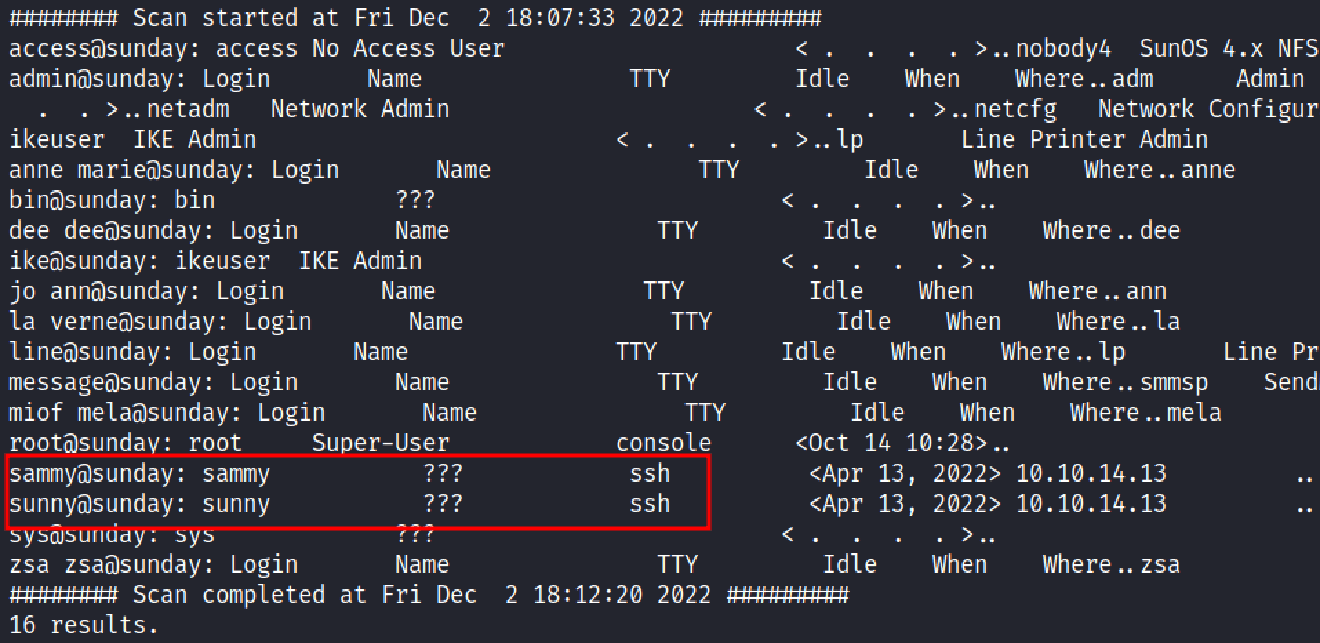 ######## Scan started at Fri Dec  2 18:07:33 2022 #########
access@sunday: access No Access User                     < .  .  .  . >..nobody4  SunOS 4.x NFS
admin@sunday: Login       Name               TTY         Idle    When    Where..adm      Admin
 .  . >..netadm   Network Admin                      < .  .  .  . >..netcfg   Network Configur
ikeuser  IKE Admin                          < .  .  .  . >..lp       Line Printer Admin
anne marie@sunday: Login       Name               TTY         Idle    When    Where..anne
bin@sunday: bin             ???                         < .  .  .  . >..
dee dee@sunday: Login       Name               TTY         Idle    When    Where..dee
ike@sunday: ikeuser  IKE Admin                          < .  .  .  . >..
jo ann@sunday: Login       Name               TTY         Idle    When    Where..ann
la verne@sunday: Login       Name               TTY         Idle    When    Where..la
line@sunday: Login       Name               TTY         Idle    When    Where..lp       Line Pr
message@sunday: Login       Name               TTY         Idle    When    Where..smmsp    Send
miof mela@sunday: Login       Name               TTY         Idle    When    Where..mela
root@sunday: root     Super-User            console      <Oct 14 10:28>..
sammy@sunday: sammy           ???            ssh          <Apr 13, 2022> 10.10.14.13         ..
sunny@sunday: sunny           ???            ssh          <Apr 13, 2022> 10.10.14.13         ..
sys@sunday: sys             ???                         < .  .  .  . >..
zsa zsa@sunday: Login       Name               TTY         Idle    When    Where..zsa
######## Scan completed at Fri Dec  2 18:12:20 2022 #########
16 results.